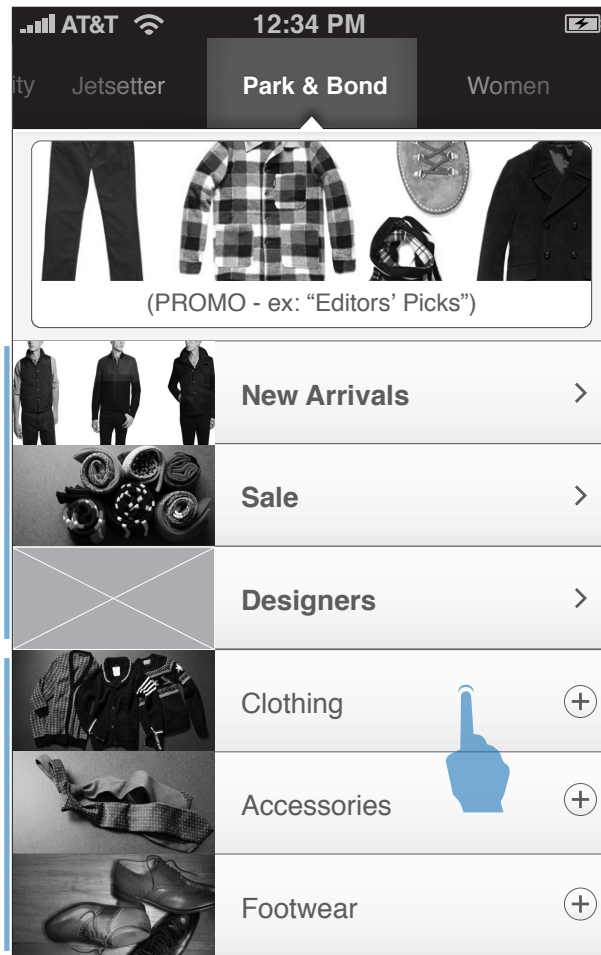 AT&T 12:34 PM
ity Jetsetter Park & Bond Women
(PROMO - ex: “Editors’ Picks”)
New Arrivals
Sale
Designers
Clothing
Accessories
Footwear